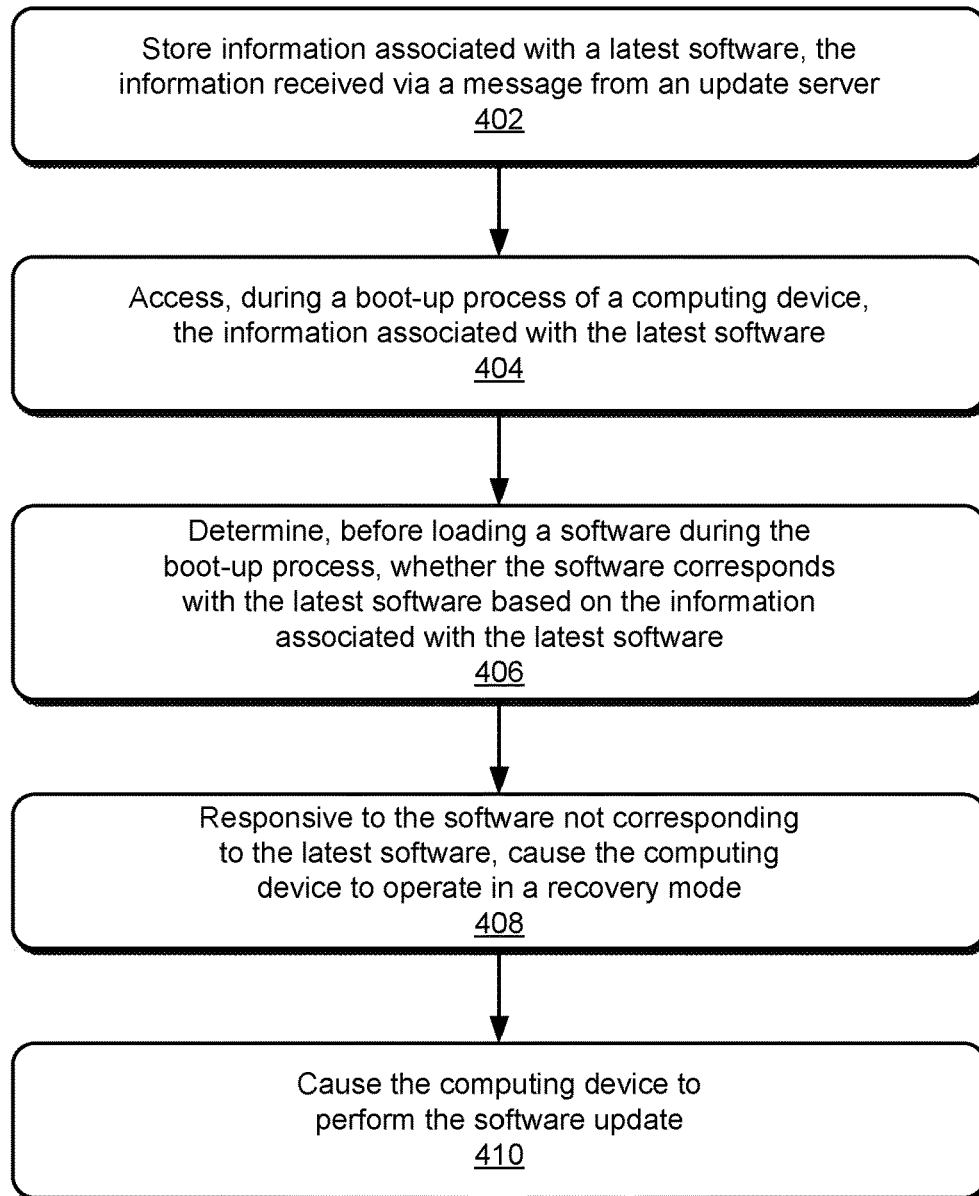 Store information associated with a latest software, the
information received via a message from an update server
402
Access, during a boot-up process of a computing device,
the information associated with the latest software
404
Determine, before loading a software during the
boot-up process, whether the software corresponds
with the latest software based on the information
associated with the latest software
406
Responsive to the software not corresponding
to the latest software, cause the computing
device to operate in a recovery mode
408
Cause the computing device to
perform the software update
410